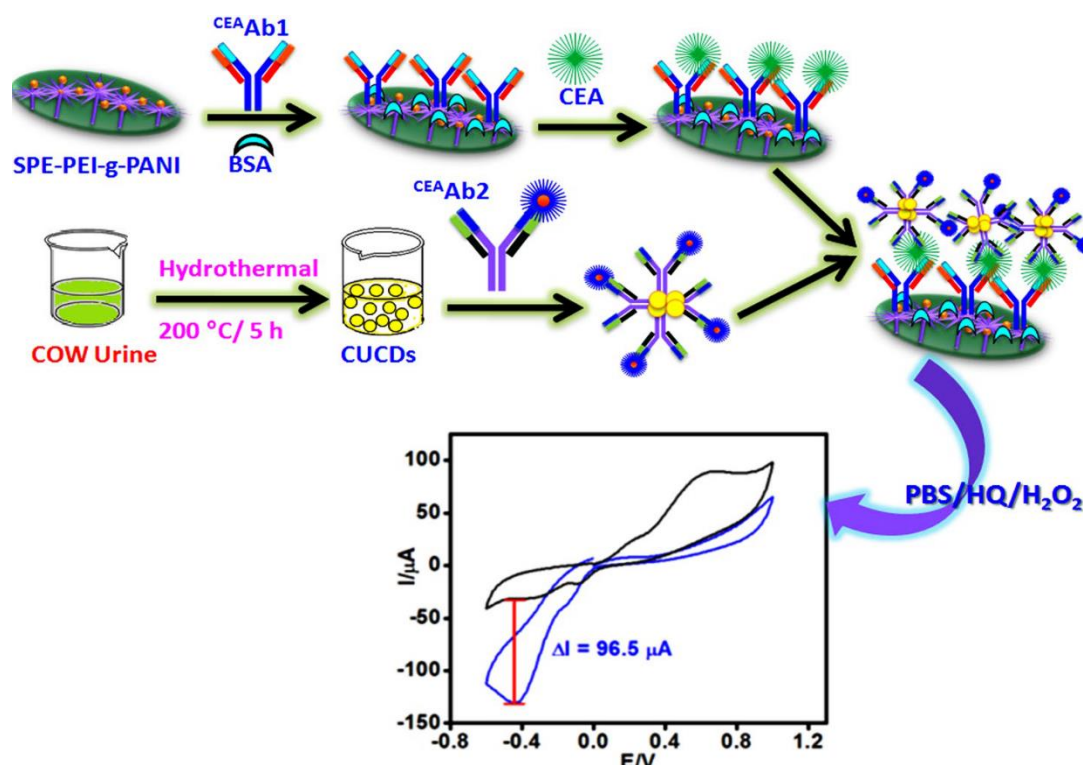 CEAAb1
CEA
SPE-PEI-g-PANI
BSA
CEAAb2
Hydrothermal
200 °C/ 5 h
COW Urine
CUCDs
PBS/HQ/H2O2
100
50
0
-50
-100
-150
I/µA
ΔI = 96.5 µA
-0.8 -0.4 0.0 0.4 0.8 1.2
E/V